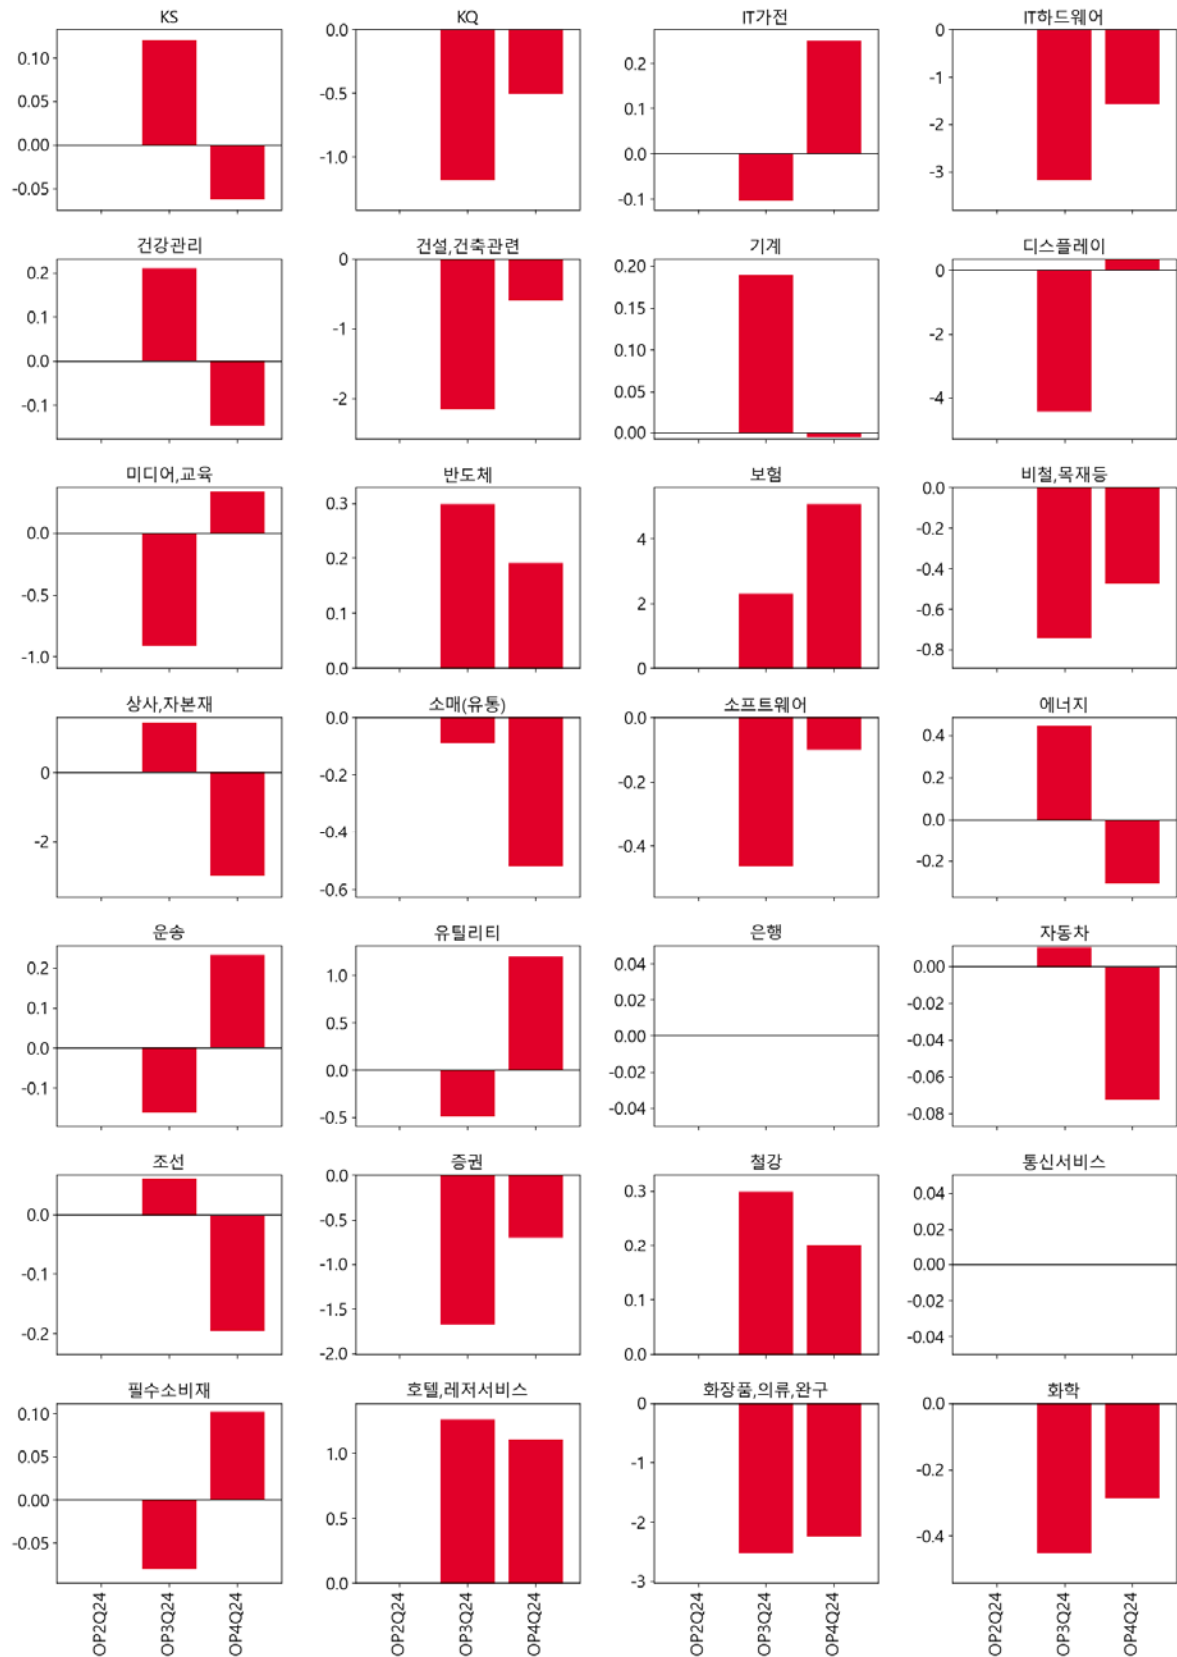 KS
0.10
0.05
0.00
-0.05
KQ
0.0
-0.5
-1.0
IT가전
0.2
0.1
0.0
-0.1
IT하드웨어
0
-1
-2
-3
건강관리
0.2
0.1
0.0
-0.1
건설,건축관련
0
-1
-2
기계
0.20
0.15
0.10
0.05
0.00
디스플레이
0
-2
-4
미디어,교육
0.0
-0.5
-1.0
반도체
0.3
0.2
0.1
0.0
보험
4
2
0
비철,목재등
0.0
-0.2
-0.4
-0.6
-0.8
상사,자본재
0
-2
소매(유통)
0.0
-0.2
-0.4
-0.6
소프트웨어
0.0
-0.2
-0.4
에너지
0.4
0.2
0.0
-0.2
운송
0.2
0.1
0.0
-0.1
유틸리티
1.0
0.5
0.0
-0.5
은행
0.04
0.02
0.00
-0.02
-0.04
자동차
0.00
-0.02
-0.04
-0.06
-0.08
조선
0.0
-0.1
-0.2
증권
0.0
-0.5
-1.0
-1.5
-2.0
철강
0.3
0.2
0.1
0.0
통신서비스
0.04
0.02
0.00
-0.02
-0.04
필수소비재
0.10
0.05
0.00
-0.05
호텔,레저서비스
1.0
0.5
0.0
화장품,의류,완구
0
-1
-2
-3
화학
0.0
-0.2
-0.4
OP2Q24
OP3Q24
OP4Q24
OP2Q24
OP3Q24
OP4Q24
OP2Q24
OP3Q24
OP4Q24
OP2Q24
OP3Q24
OP4Q24